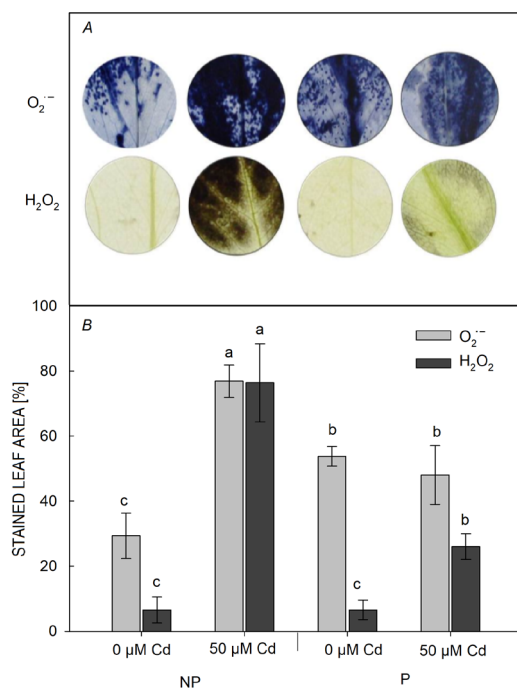 A
O₂˙⁻
H₂O₂
B
O₂˙⁻
H₂O₂
STAINED LEAF AREA [%]
100
80
60
40
20
0
c
c
a
a
b
c
b
b
0 µM Cd
50 µM Cd
0 µM Cd
50 µM Cd
NP
P